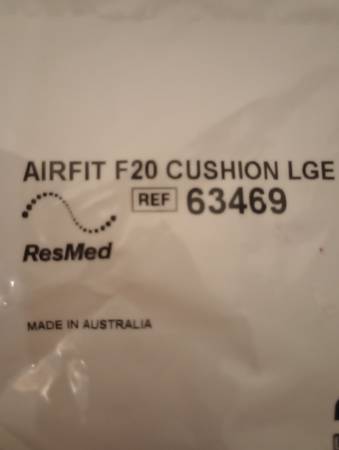 AIRFIT F20 CUSHION LGE
REF 63469
ResMed
MADE IN AUSTRALIA